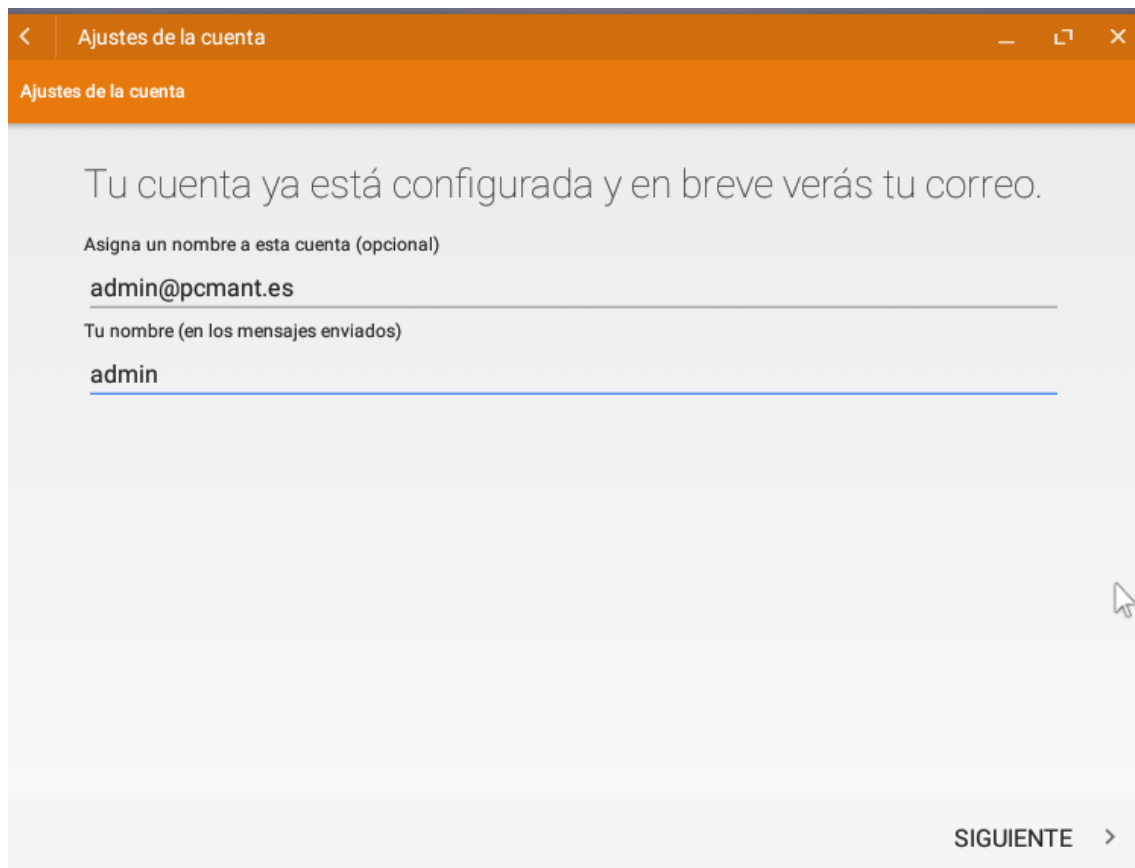 Ajustes de la cuenta
Ajustes de la cuenta
Tu cuenta ya está configurada y en breve verás tu correo.
Asigna un nombre a esta cuenta (opcional)
admin@pcmant.es
Tu nombre (en los mensajes enviados)
admin
SIGUIENTE